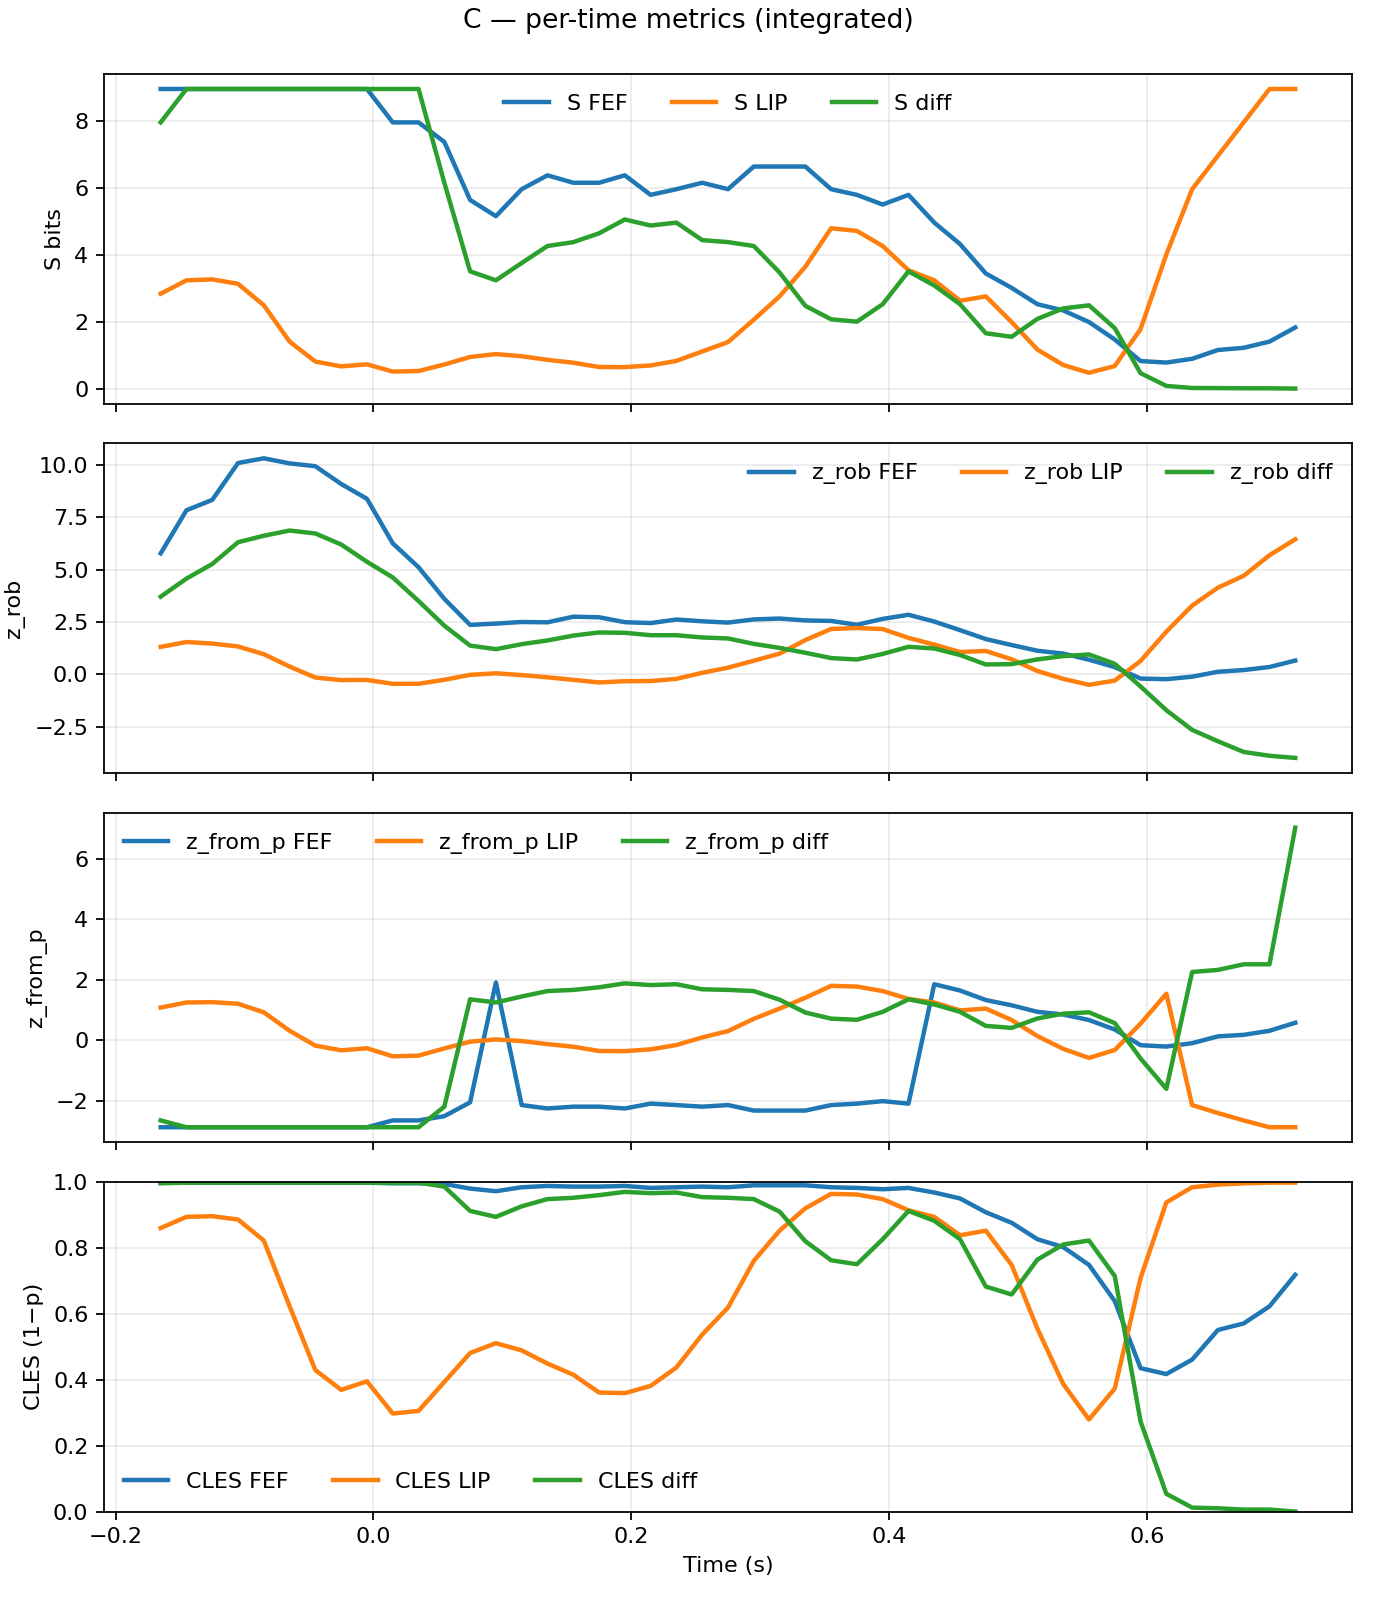 C — per-time metrics (integrated)
S FEF S LIP S diff
8
6
4
2
0
S bits
z_rob FEF z_rob LIP z_rob diff
10.0
7.5
5.0
2.5
0.0
−2.5
z_rob
z_from_p FEF z_from_p LIP z_from_p diff
6
4
2
0
−2
z_from_p
1.0
0.8
0.6
0.4
0.2
0.0
CLES (1−p)
CLES FEF CLES LIP CLES diff
−0.2 0.0 0.2 0.4 0.6
Time (s)